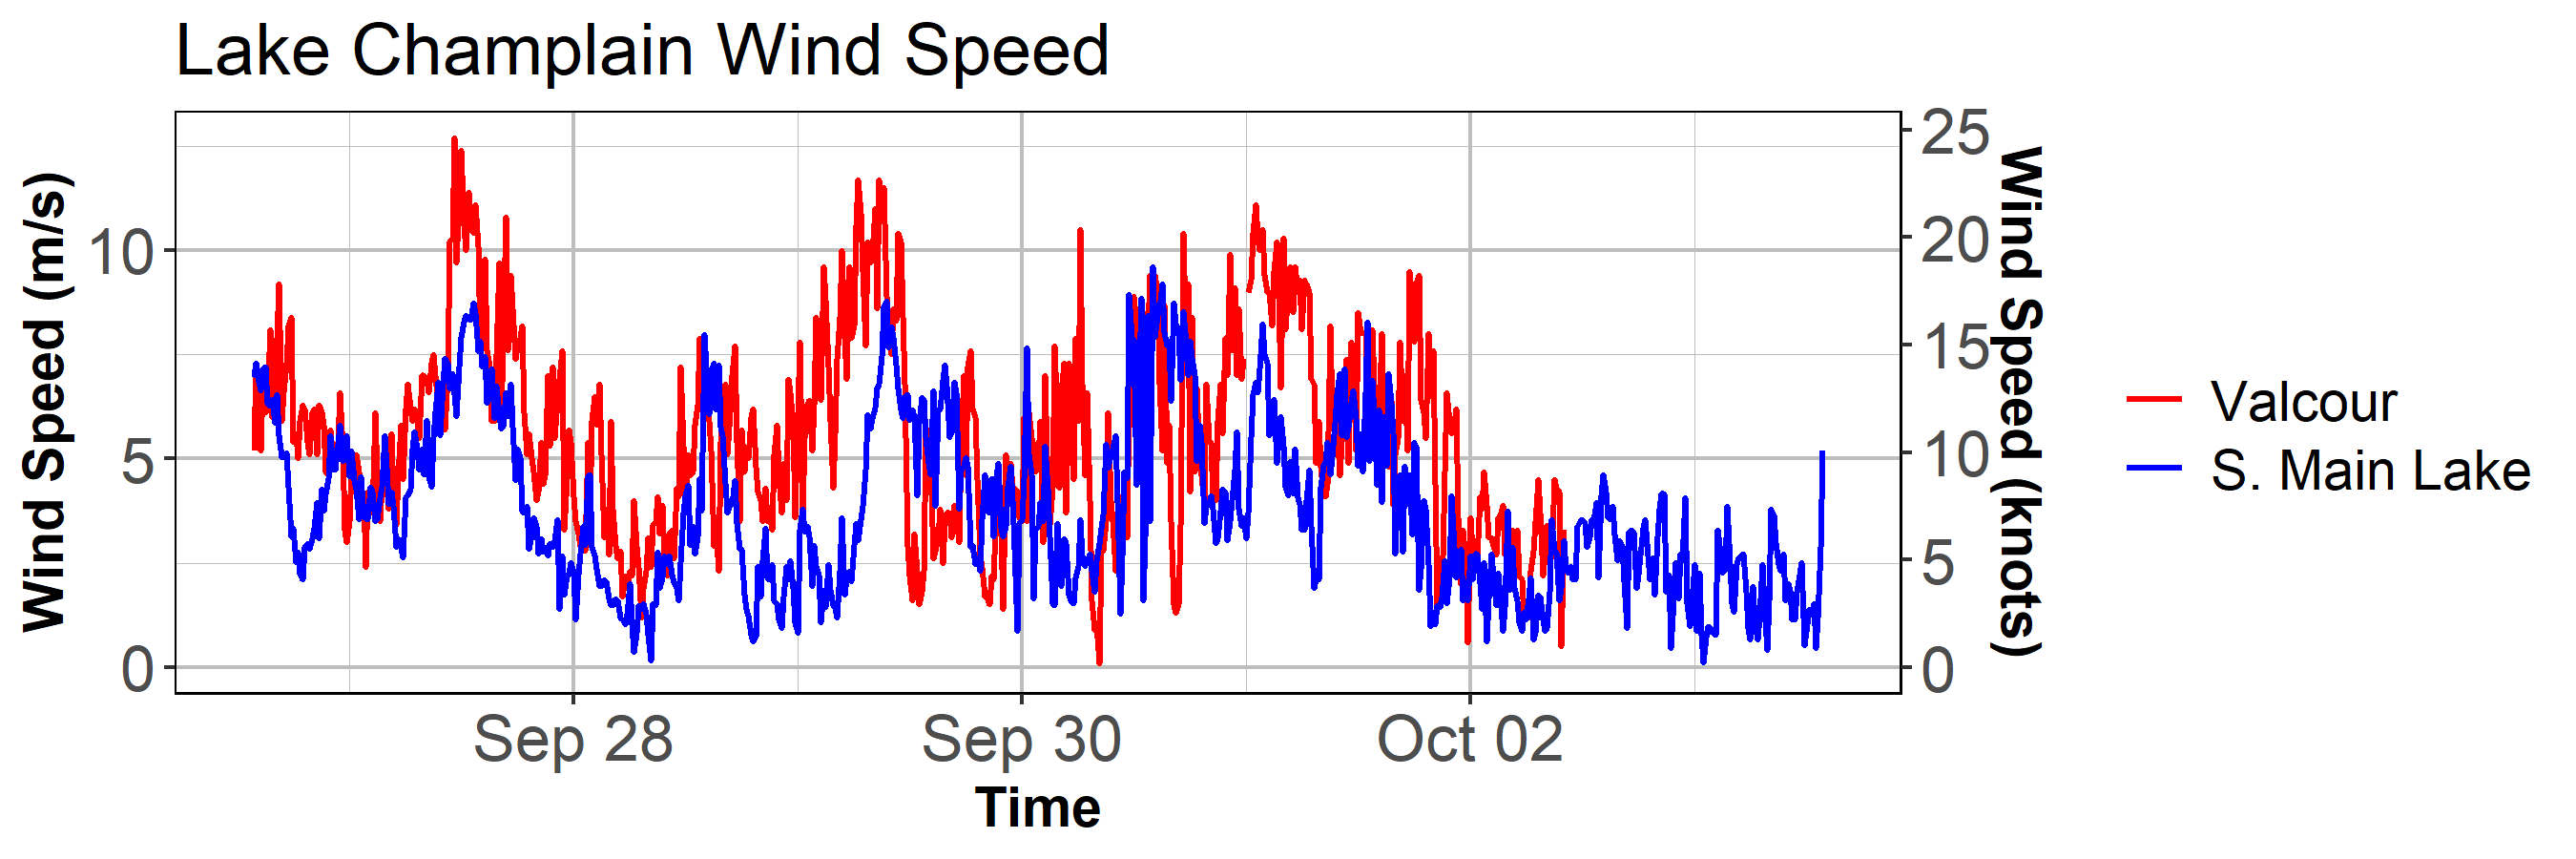 Lake Champlain Wind Speed
Wind Speed (m/s)
10
5
0
25
20
15
10
5
0
Wind Speed (knots)
Sep 28
Sep 30
Oct 02
Time
Valcour
S. Main Lake